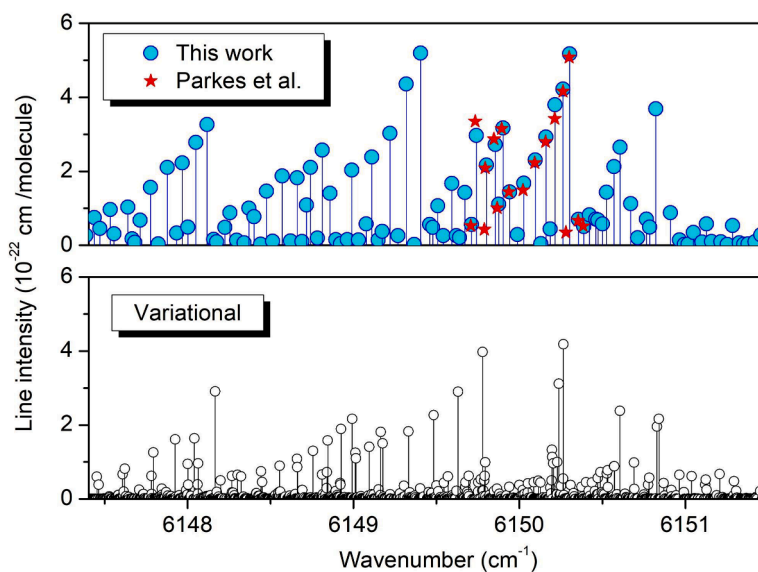 This work
Parkes et al.
6
4
2
0
Variational
6
4
2
0
Line intensity (10⁻²² cm /molecule)
6148
6149
6150
6151
Wavenumber (cm⁻¹)